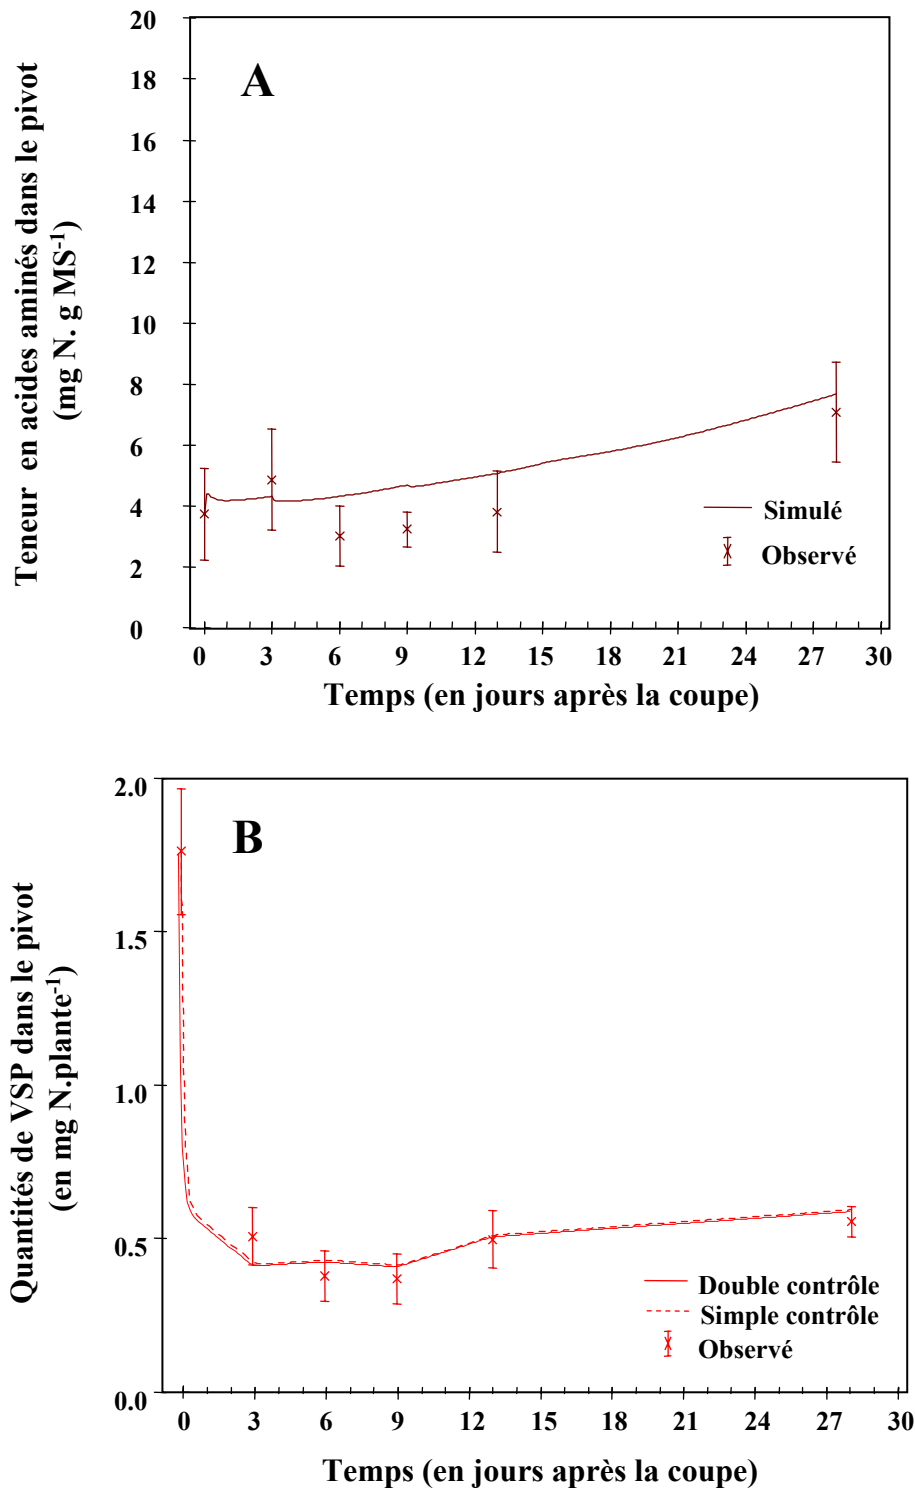 A
Teneur en acides aminés dans le pivot
(mg N. g MS-1)
20
18
16
14
12
10
8
6
4
2
0
Simulé
Observé
0 3 6 9 12 15 18 21 24 27 30
Temps (en jours après la coupe)
B
Quantités de VSP dans le pivot
(en mg N.plante-1)
2.0
1.5
1.0
0.5
0.0
Double contrôle
Simple contrôle
Observé
0 3 6 9 12 15 18 21 24 27 30
Temps (en jours après la coupe)